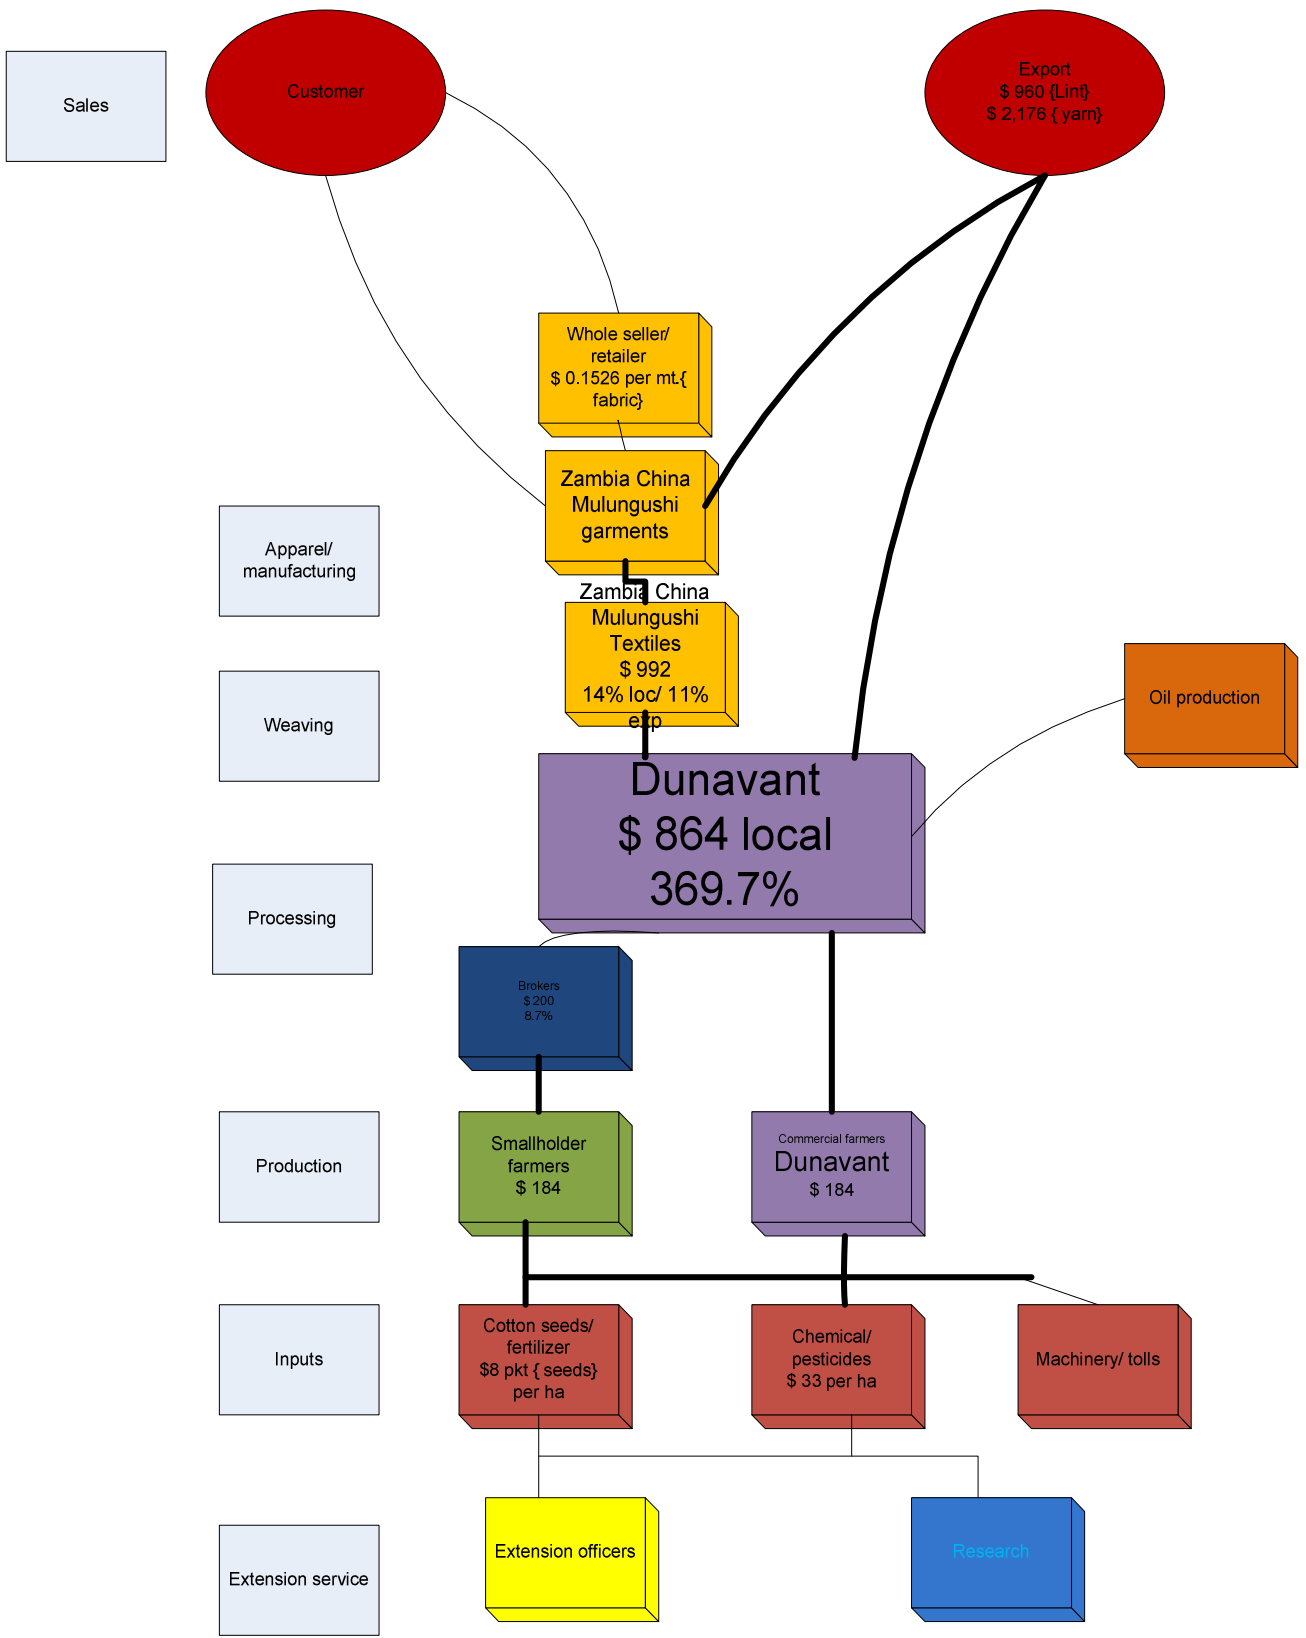 Sales
Customer
Export
$ 960 {Lint}
$ 2,176 { yarn}
Whole seller/
retailer
$ 0.1526 per mt.{
fabric}
Zambia China
Mulungushi
garments
Apparel/
manufacturing
Zambia China
Mulungushi
Textiles
$ 992
14% loc/ 11%
exp
Weaving
Oil production
Dunavant
$ 864 local
369.7%
Processing
Brokers
$ 200
8.7%
Production
Smallholder
farmers
$ 184
Commercial farmers
Dunavant
$ 184
Inputs
Cotton seeds/
fertilizer
$8 pkt { seeds}
per ha
Chemical/
pesticides
$ 33 per ha
Machinery/ tolls
Extension service
Extension officers
Research